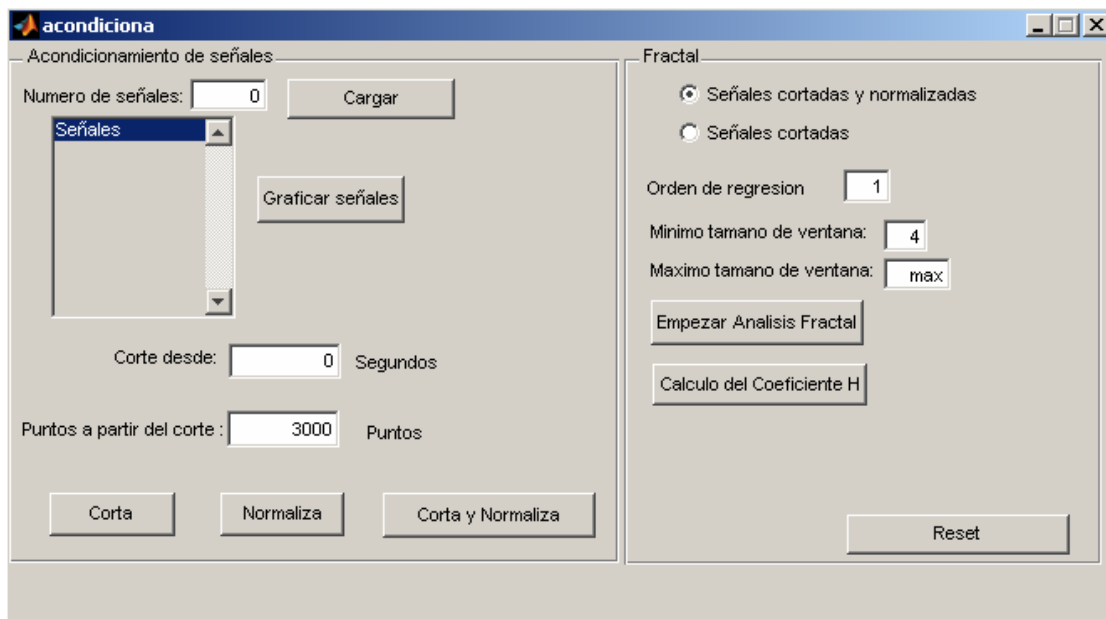 acondiciona
Acondicionamiento de señales
Numero de señales: 0 Cargar
Señales
Graficar señales
Corte desde: 0 Segundos
Puntos a partir del corte : 3000 Puntos
Corta Normaliza Corta y Normaliza
Fractal
Señales cortadas y normalizadas
Señales cortadas
Orden de regresion 1
Minimo tamano de ventana: 4
Maximo tamano de ventana: max
Empezar Analisis Fractal
Calculo del Coeficiente H
Reset